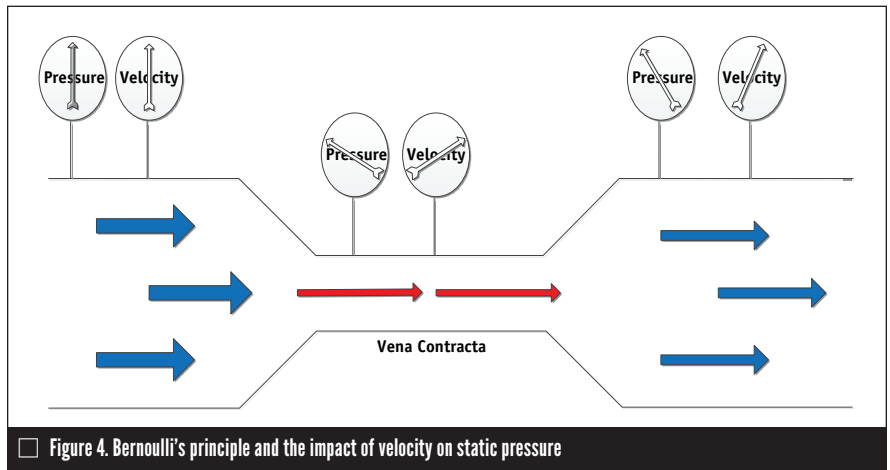 Pressure Velocity
Pressure Velocity
Pressure Velocity
Vena Contracta
Figure 4. Bernoulli's principle and the impact of velocity on static pressure